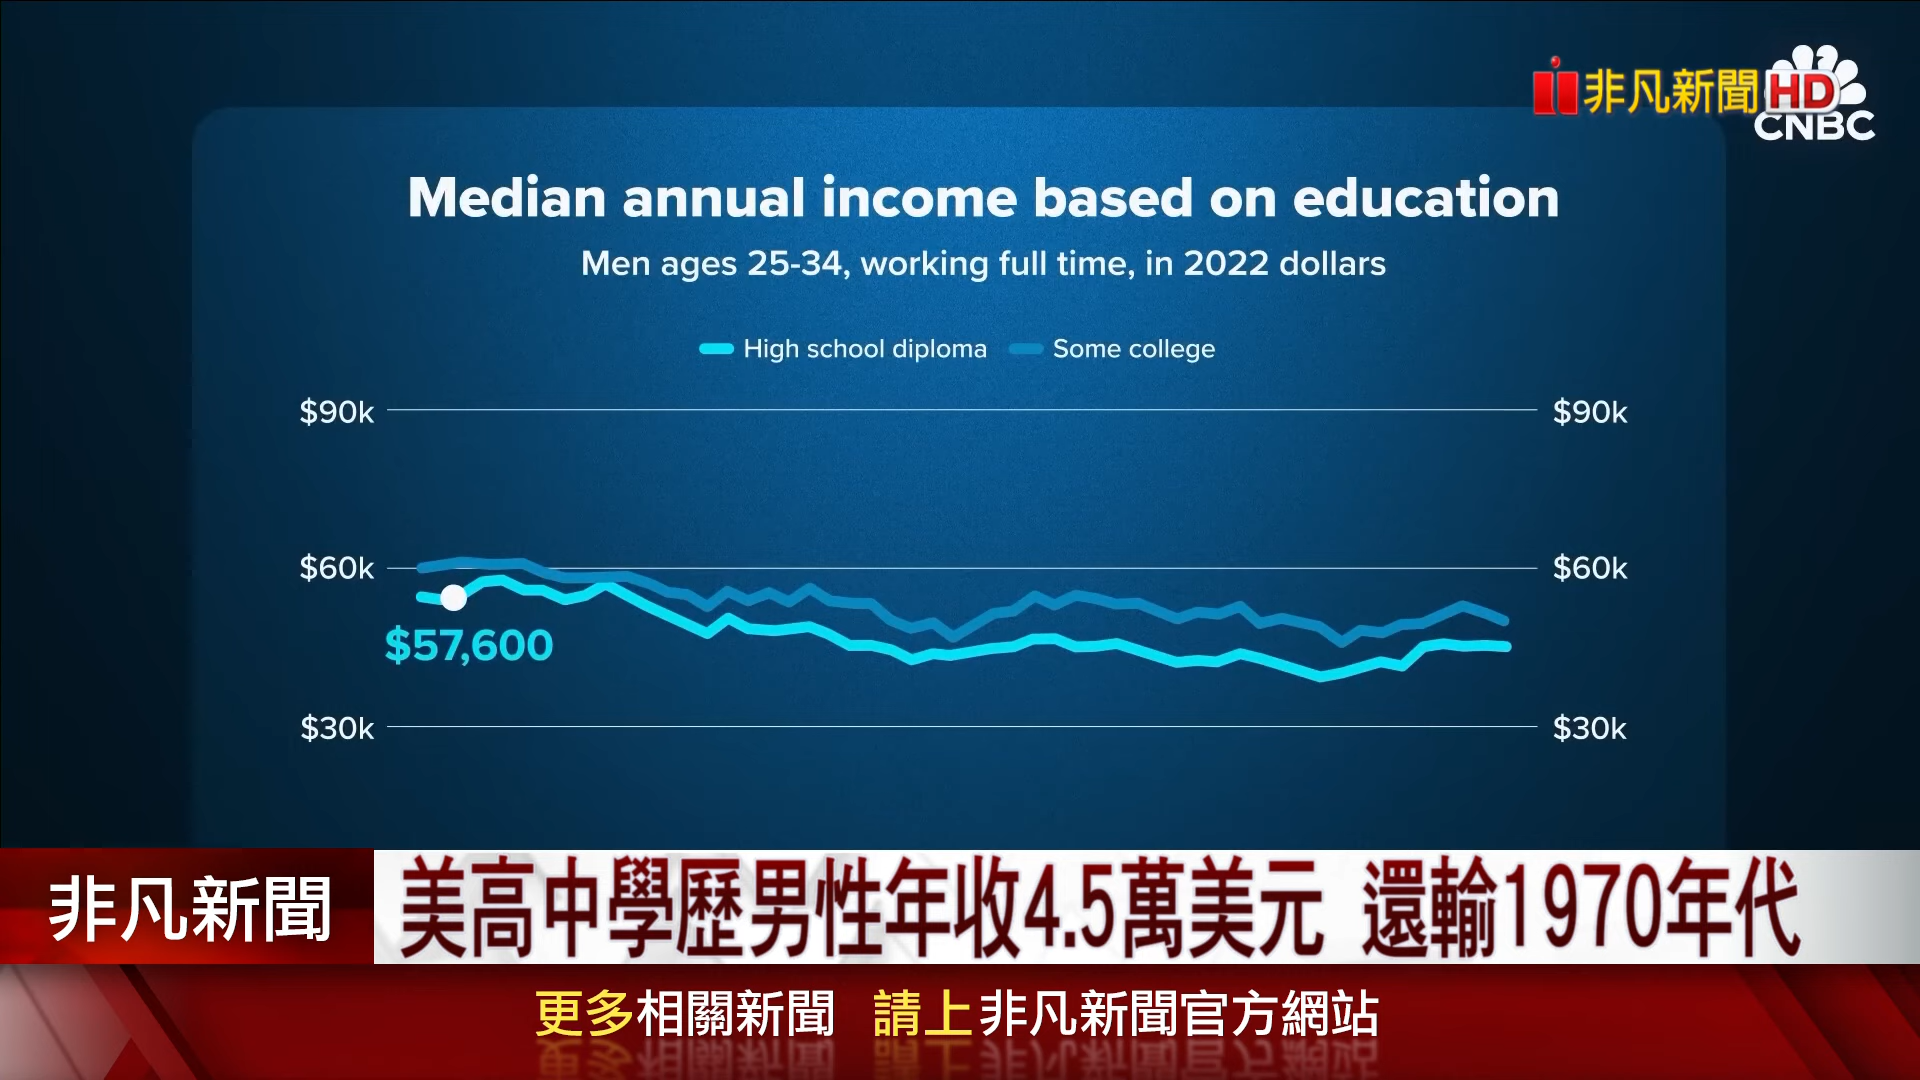 非凡新聞HD
CNBC
Median annual income based on education
Men ages 25-34, working full time, in 2022 dollars
High school diploma Some college
$90k $90k
$60k $60k
$57,600
$30k $30k
非凡新聞 美高中學歷男性年收4.5萬美元 還輸1970年代
更多相關新聞 請上非凡新聞官方網站